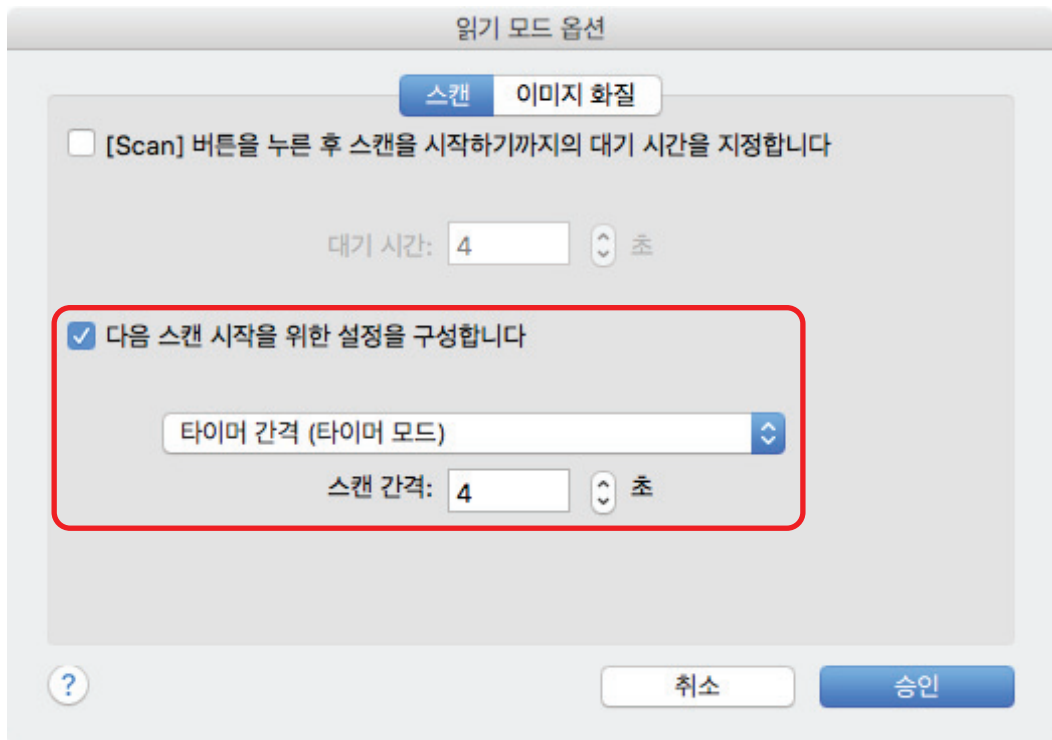 읽기 모드 옵션
스캔 이미지 화질
[Scan] 버튼을 누른 후 스캔을 시작하기까지의 대기 시간을 지정합니다
대기 시간: 4 초
다음 스캔 시작을 위한 설정을 구성합니다
타이머 간격 (타이머 모드)
스캔 간격: 4 초
? 취소 승인